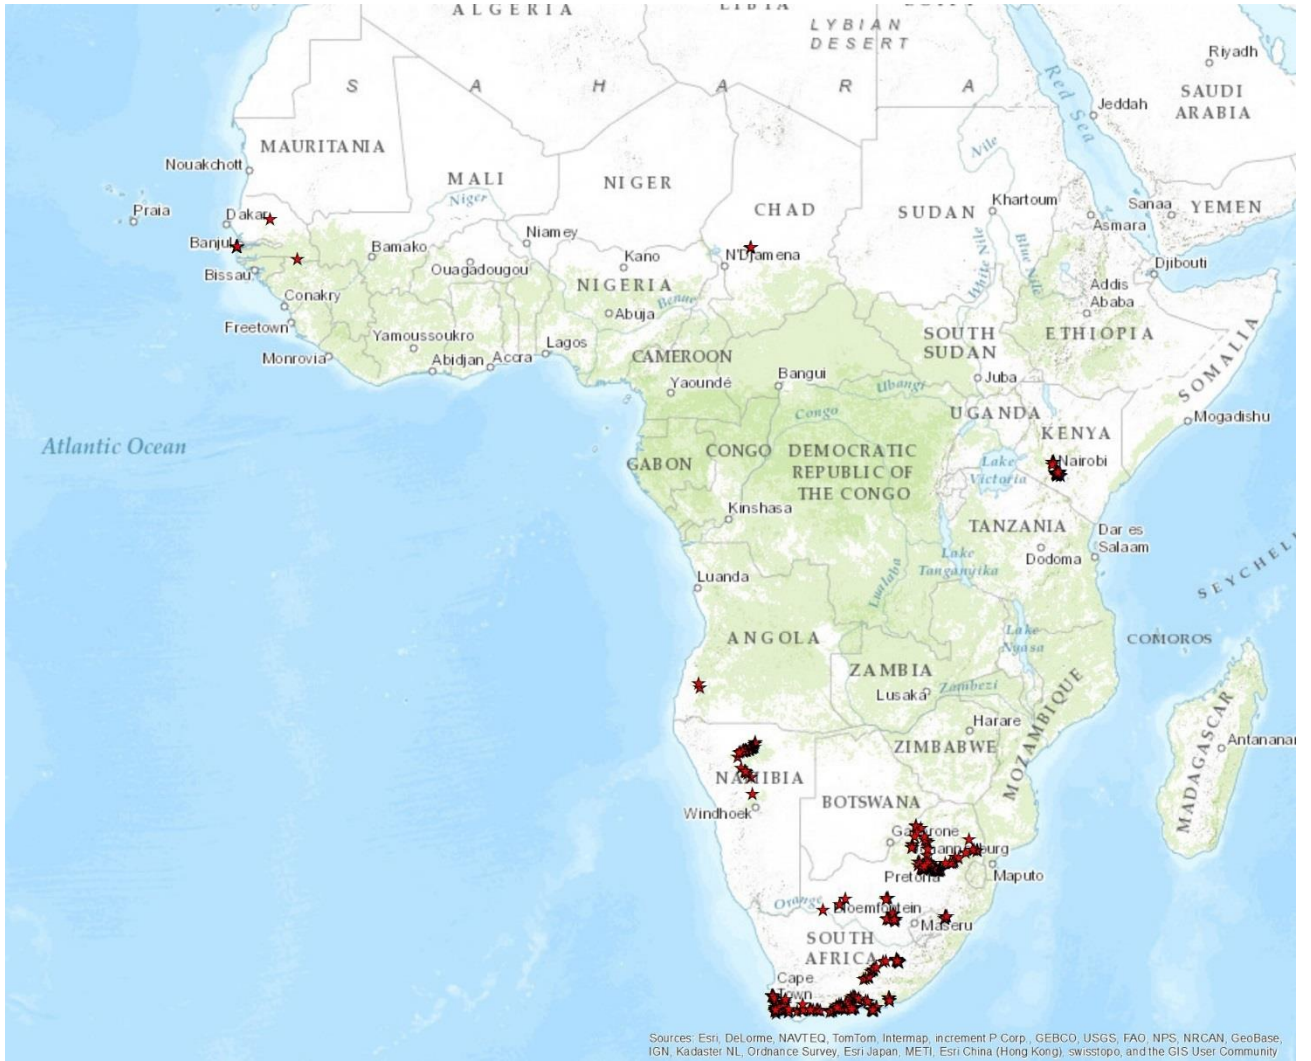 ALGERIA
LIBYA
LYBIAN
DESERT
Riyadh
SAHARA
Red Sea
SAUDI
ARABIA
Jeddah
MAURITANIA
Nile
Nouakchott
MALI
NIGER
Niger
CHAD
SUDAN
Khartoum
Sanaa
YEMEN
Praia
Dakar
Asmara
Banjul
Niamey
Bamako
Kano
N'Djamena
White Nile
Blue Nile
Djibouti
Bissau
Ouagadougou
NIGERIA
Addis
Ababa
Conakry
Benue
Abuja
Freetown
Yamoussoukro
Lagos
SOUTH
SUDAN
ETHIOPIA
Monrovia
Abidjan
Accra
CAMEROON
SOMALIA
Yaoundé
Bangui
Ubangi
Juba
Congo
UGANDA
Mogadishu
KENYA
Atlantic Ocean
GABON
CONGO
DEMOCRATIC
REPUBLIC OF
THE CONGO
Lake
Victoria
Nairobi
Kinshasa
TANZANIA
Dar es
Salaam
Dodoma
Lake
Tanganyika
Luanda
Lualaba
SEYCHELL
ANGOLA
Lake
Nyasa
COMOROS
ZAMBIA
Lusaka
Zambezi
MOZAMBIQUE
Harare
ZIMBABWE
MADAGASCAR
Antananar
NAMIBIA
Windhoek
BOTSWANA
Pretoria
Maputo
Orange
Bloemfontein
Maseru
SOUTH
AFRICA
Cape
Town
Sources: Esri, DeLorme, NAVTEQ, TomTom, Intermap, increment P Corp., GEBCO, USGS, FAO, NPS, NRCAN, GeoBase,
IGN, Kadaster NL, Ordnance Survey, Esri Japan, METI, Esri China (Hong Kong), swisstopo, and the GIS User Community